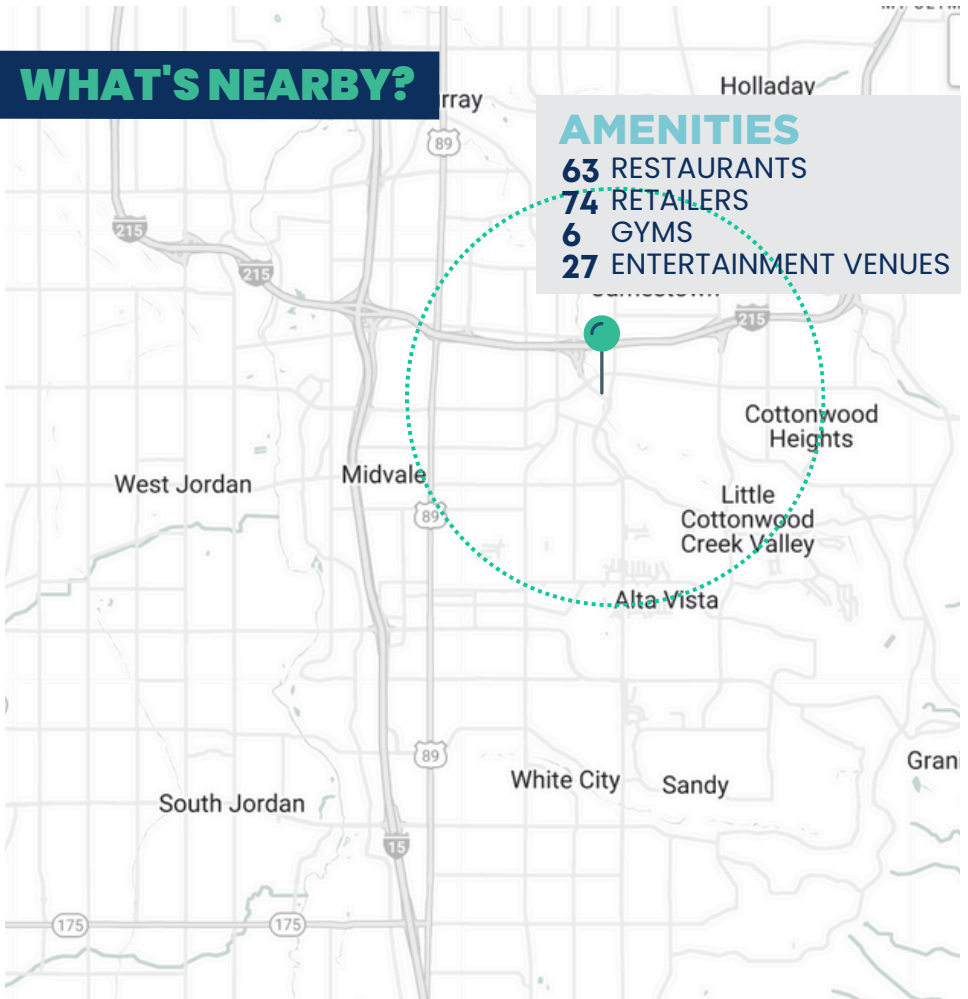 WHAT'S NEARBY?
rray
Holladay
AMENITIES
63 RESTAURANTS
74 RETAILERS
6 GYMS
27 ENTERTAINMENT VENUES
89
215
215
215
Cottonwood
Heights
West Jordan
Midvale
89
Little
Cottonwood
Creek Valley
Alta Vista
89
White City
Sandy
Grani
South Jordan
15
175
175